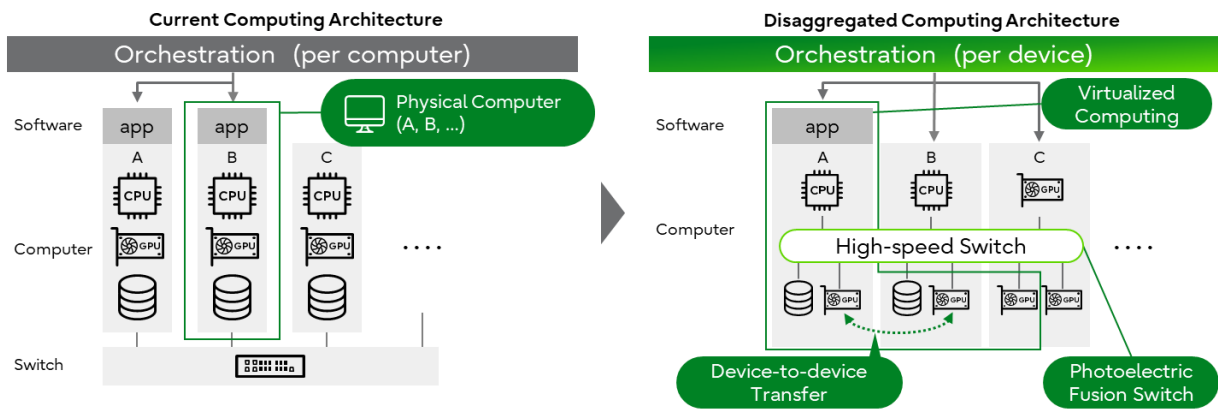 Current Computing Architecture
Orchestration (per computer)
Physical Computer
(A, B, ...)
Software
app
app
A
B
C
CPU
CPU
CPU
Computer
GPU
GPU
GPU
....
Switch
Disaggregated Computing Architecture
Orchestration (per device)
Virtualized
Computing
Software
app
A
B
C
CPU
CPU
GPU
Computer
High-speed Switch
....
GPU
GPU
GPU
GPU
Device-to-device
Transfer
Photoelectric
Fusion Switch